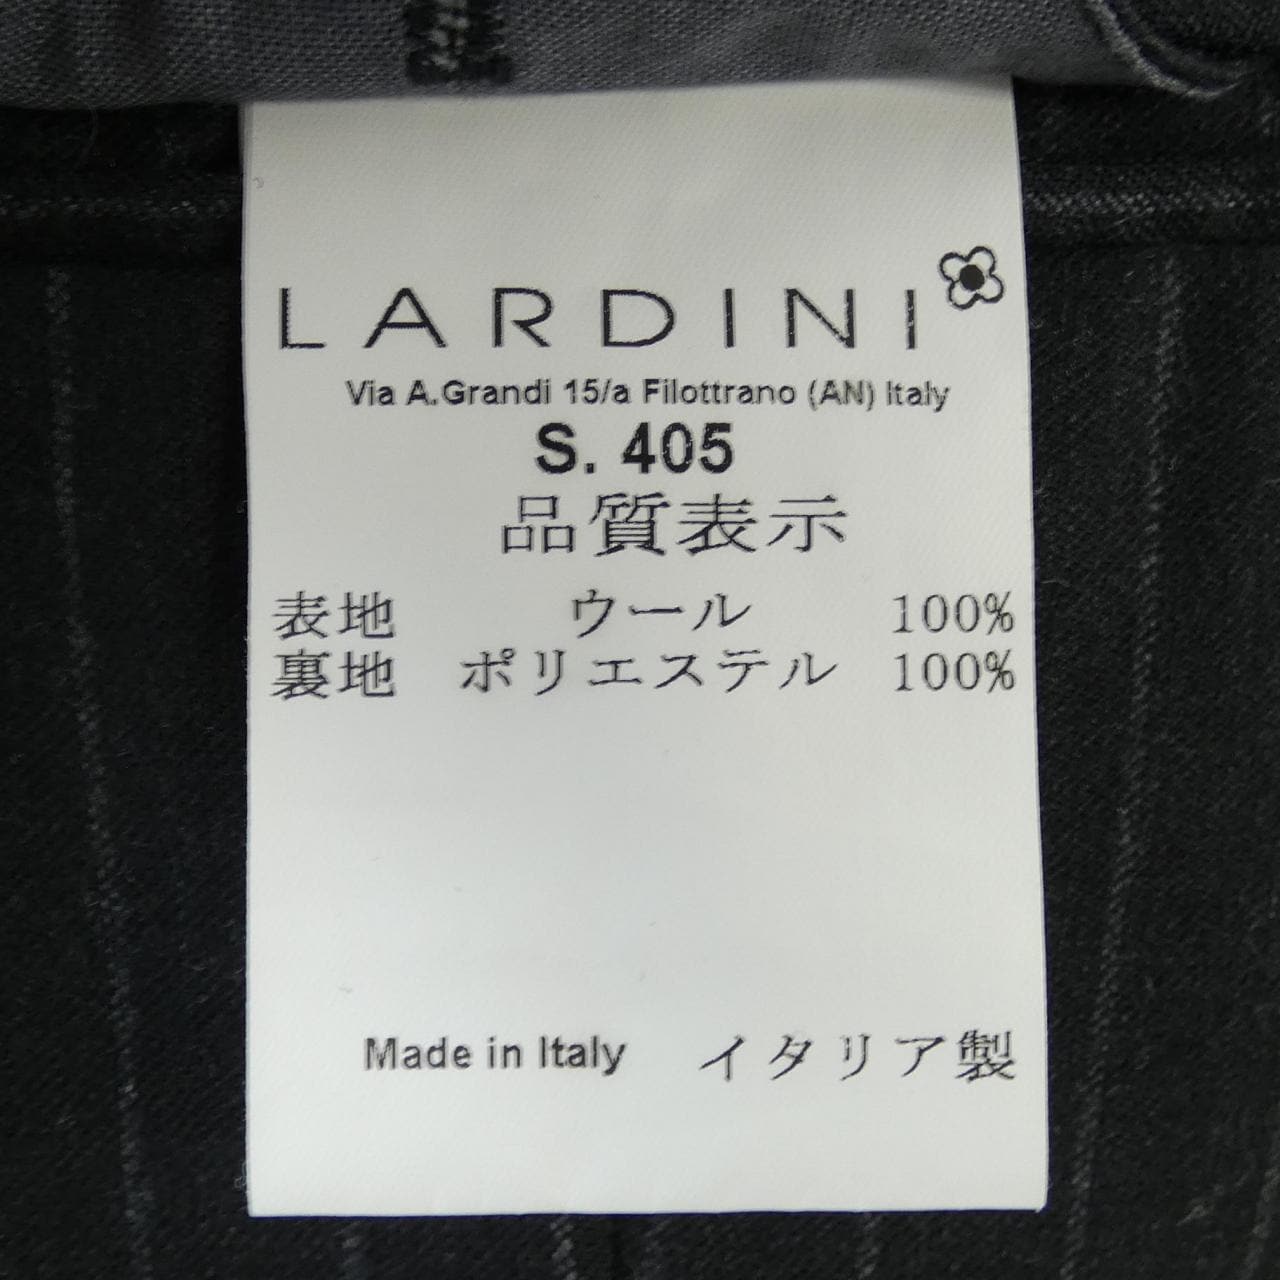 LARDINI
Via A.Grandi 15/a Filottrano (AN) Italy
S. 405
品質表示
表地 ウール 100%
裏地 ポリエステル 100%
Made in Italy イタリア製